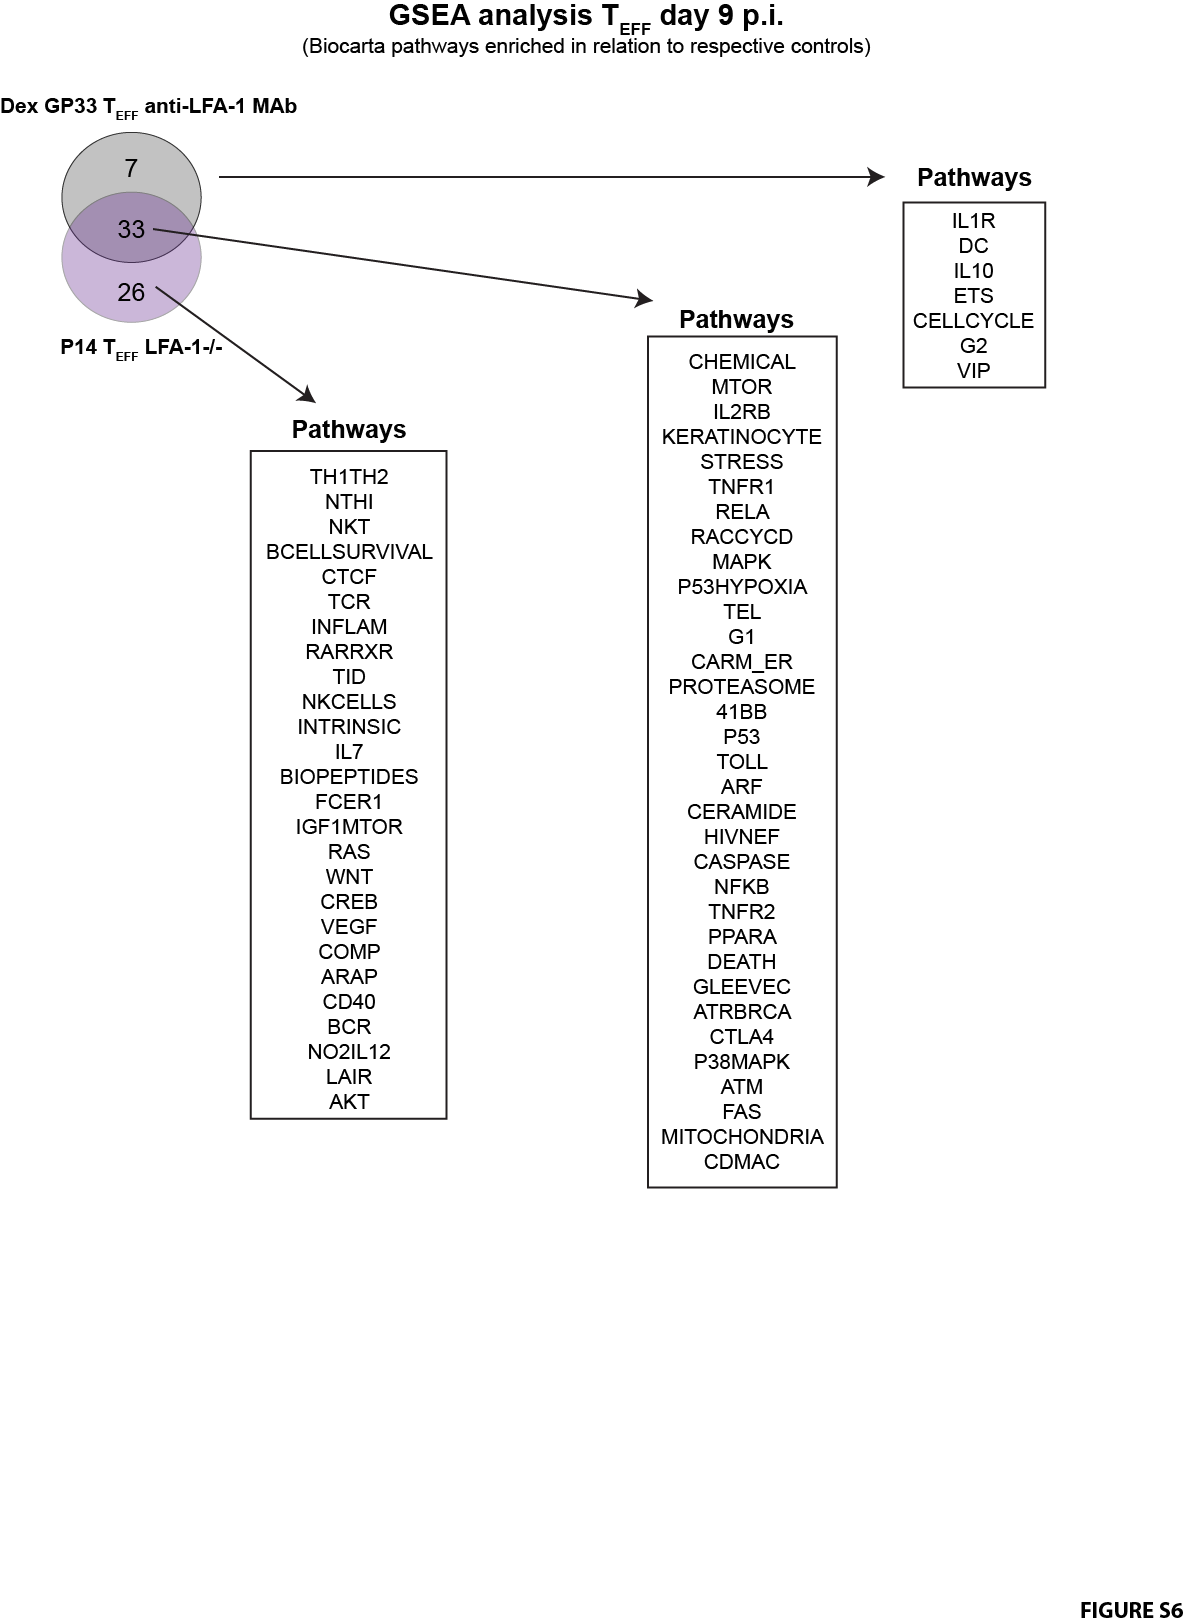 GSEA analysis TEFF day 9 p.i.
(Biocarta pathways enriched in relation to respective controls)
Dex GP33 TEFF anti-LFA-1 MAb
7
33
26
P14 TEFF LFA-1-/-
Pathways
TH1TH2
NTHI
NKT
BCELLSURVIVAL
CTCF
TCR
INFLAM
RARRXR
TID
NKCELLS
INTRINSIC
IL7
BIOPEPTIDES
FCER1
IGF1MTOR
RAS
WNT
CREB
VEGF
COMP
ARAP
CD40
BCR
NO2IL12
LAIR
AKT
Pathways
CHEMICAL
MTOR
IL2RB
KERATINOCYTE
STRESS
TNFR1
RELA
RACCYCD
MAPK
P53HYPOXIA
TEL
G1
CARM_ER
PROTEASOME
41BB
P53
TOLL
ARF
CERAMIDE
HIVNEF
CASPASE
NFKB
TNFR2
PPARA
DEATH
GLEEVEC
ATRBRCA
CTLA4
P38MAPK
ATM
FAS
MITOCHONDRIA
CDMAC
Pathways
IL1R
DC
IL10
ETS
CELLCYCLE
G2
VIP
FIGURE S6